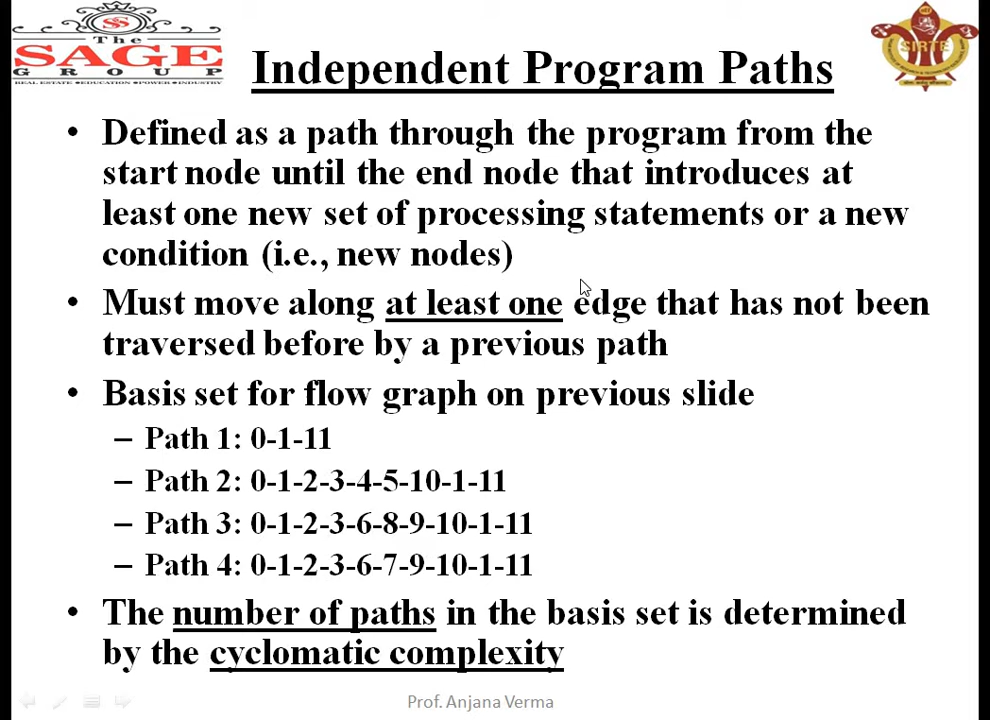 The
SAGE
GROUP
REAL ESTATE •EDUCATION •POWER •INDUSTRY
SIRTE
Independent Program Paths
• Defined as a path through the program from the
start node until the end node that introduces at
least one new set of processing statements or a new
condition (i.e., new nodes)
• Must move along at least one edge that has not been
traversed before by a previous path
• Basis set for flow graph on previous slide
– Path 1: 0-1-11
– Path 2: 0-1-2-3-4-5-10-1-11
– Path 3: 0-1-2-3-6-8-9-10-1-11
– Path 4: 0-1-2-3-6-7-9-10-1-11
• The number of paths in the basis set is determined
by the cyclomatic complexity
Prof. Anjana Verma